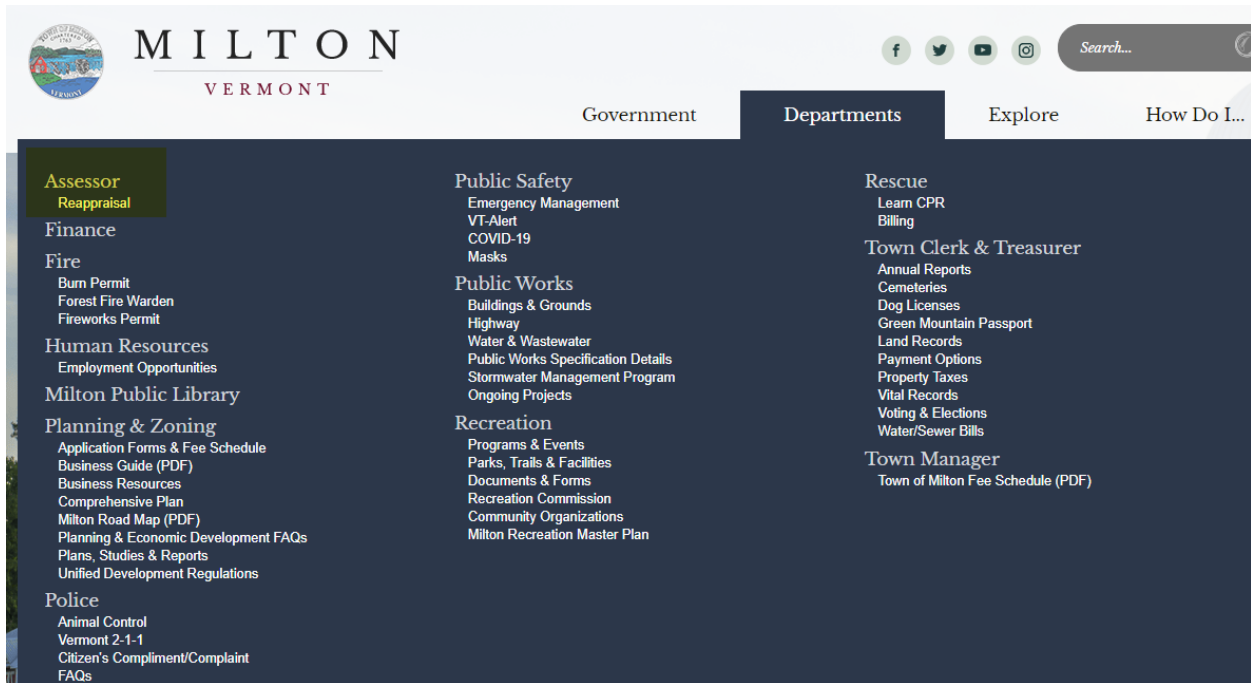 TOWN OF MILTON
CHARTERED
1763
VERMONT
MILTON
VERMONT
Search...
Government
Departments
Explore
How Do I...
Assessor
Reappraisal
Finance
Fire
Burn Permit
Forest Fire Warden
Fireworks Permit
Human Resources
Employment Opportunities
Milton Public Library
Planning & Zoning
Application Forms & Fee Schedule
Business Guide (PDF)
Business Resources
Comprehensive Plan
Milton Road Map (PDF)
Planning & Economic Development FAQs
Plans, Studies & Reports
Unified Development Regulations
Police
Animal Control
Vermont 2-1-1
Citizen's Compliment/Complaint
FAQs
Public Safety
Emergency Management
VT-Alert
COVID-19
Masks
Public Works
Buildings & Grounds
Highway
Water & Wastewater
Public Works Specification Details
Stormwater Management Program
Ongoing Projects
Recreation
Programs & Events
Parks, Trails & Facilities
Documents & Forms
Recreation Commission
Community Organizations
Milton Recreation Master Plan
Rescue
Learn CPR
Billing
Town Clerk & Treasurer
Annual Reports
Cemeteries
Dog Licenses
Green Mountain Passport
Land Records
Payment Options
Property Taxes
Vital Records
Voting & Elections
Water/Sewer Bills
Town Manager
Town of Milton Fee Schedule (PDF)